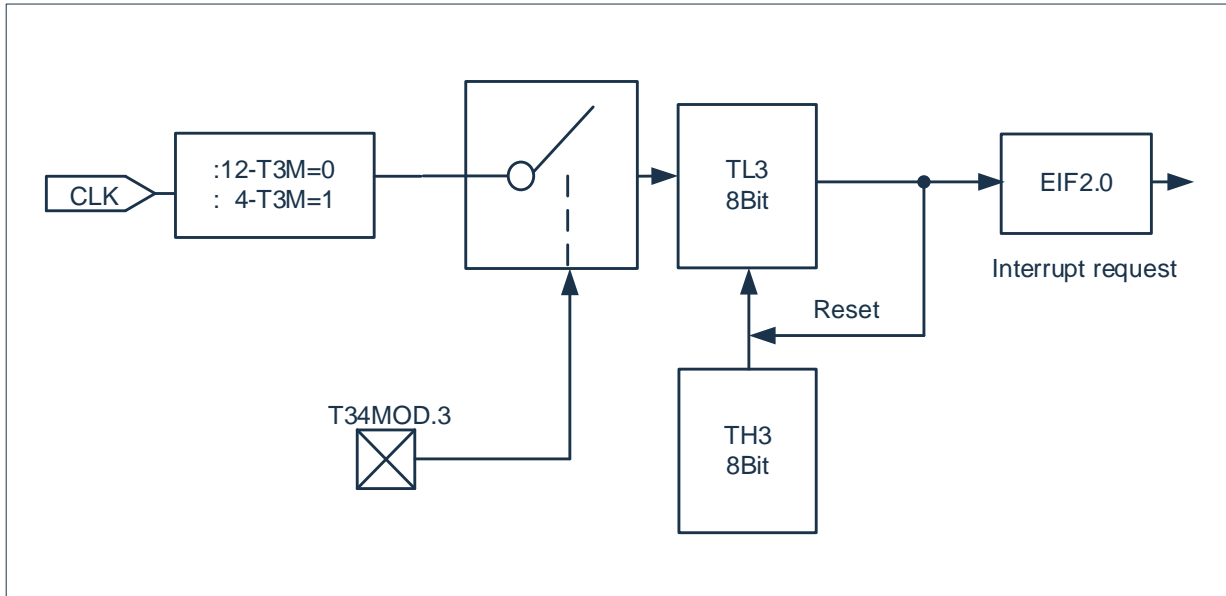 CLK
:12-T3M=0
: 4-T3M=1
TL3
8Bit
EIF2.0
Interrupt request
Reset
T34MOD.3
TH3
8Bit